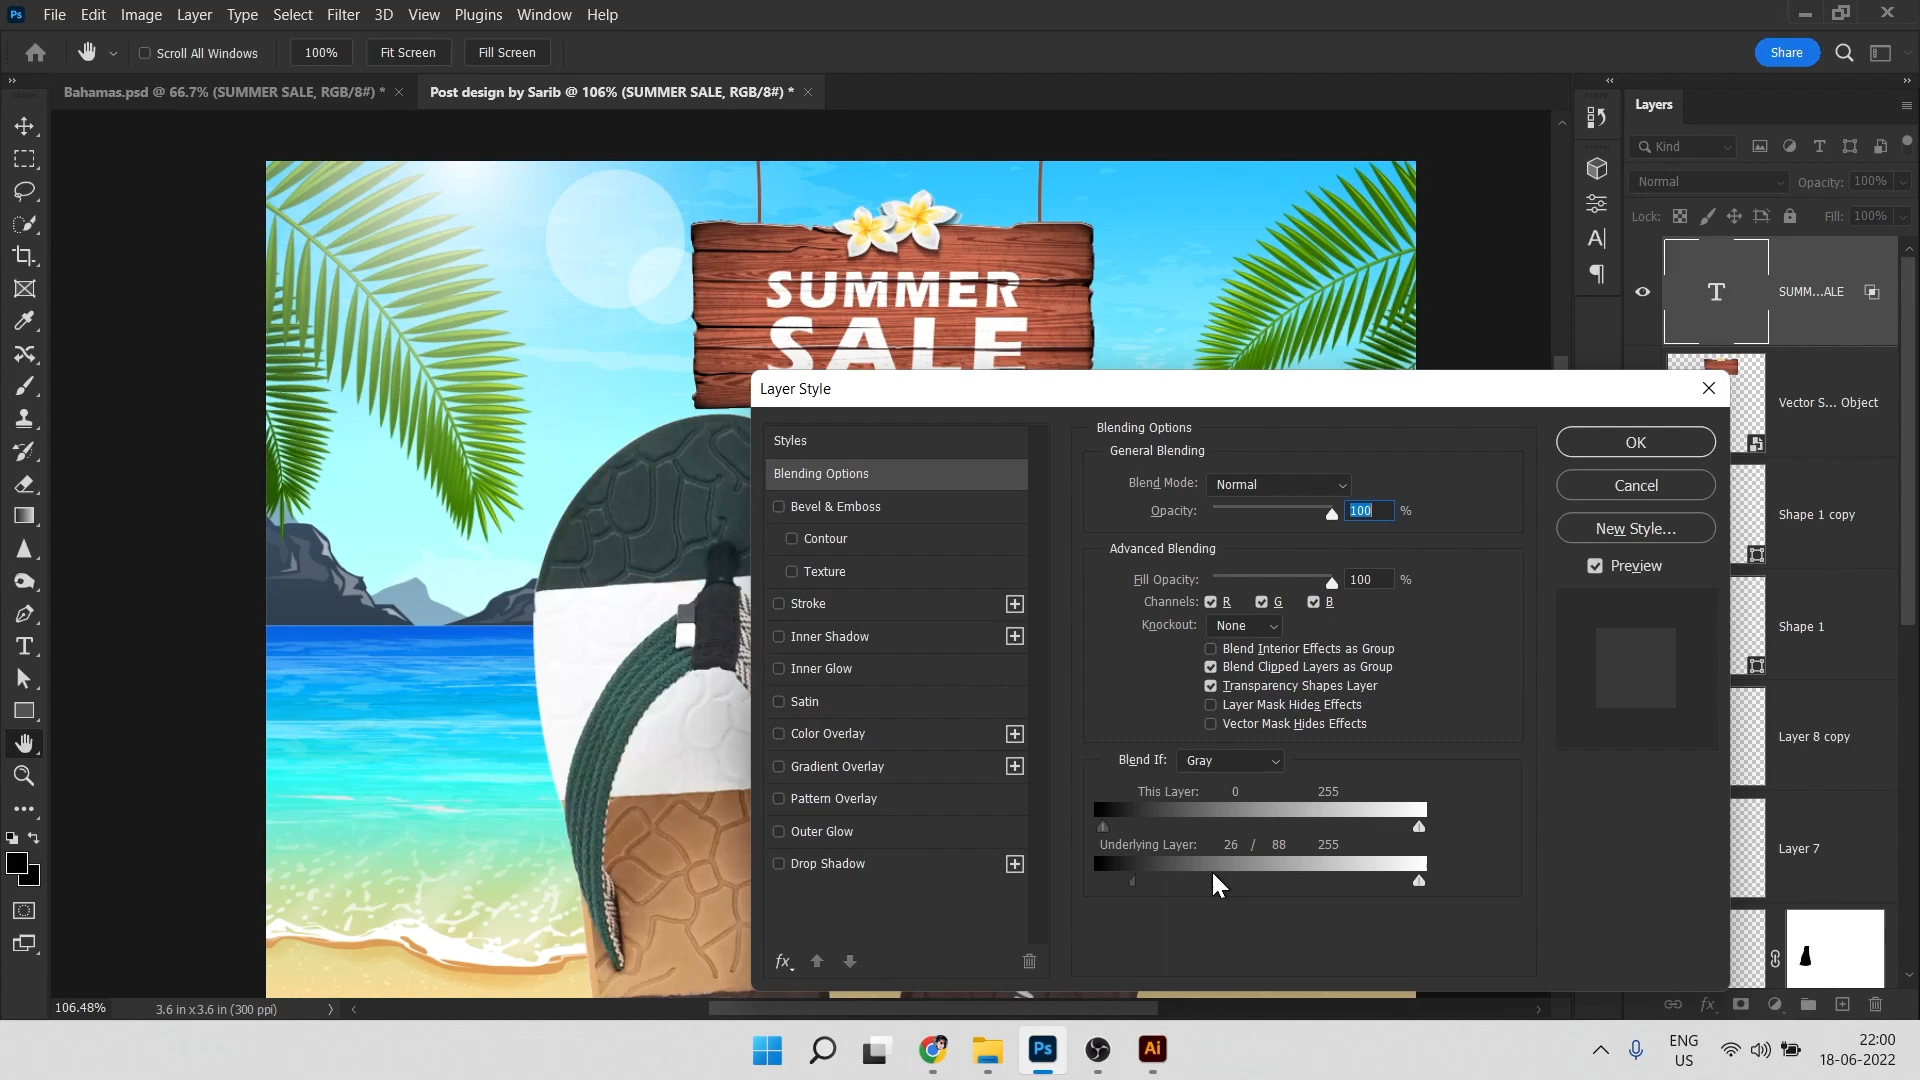 Ps File Edit Image Layer Type Select Filter 3D View Plugins Window Help
Scroll All Windows 100% Fit Screen Fill Screen Share
Bahamas.psd @ 66.7% (SUMMER SALE, RGB/8#) *
Post design by Sarib @ 106% (SUMMER SALE, RGB/8#) *
Layers
Kind
Normal Opacity: 100%
Lock: Fill: 100%
SUMM...ALE
Vector S... Object
Shape 1 copy
Shape 1
Layer 8 copy
Layer 7
SUMMER
SALE
Layer Style
Styles
Blending Options
Bevel & Emboss
Contour
Texture
Stroke
Inner Shadow
Inner Glow
Satin
Color Overlay
Gradient Overlay
Pattern Overlay
Outer Glow
Drop Shadow
fx
Blending Options
General Blending
Blend Mode: Normal
Opacity: 100 %
Advanced Blending
Fill Opacity: 100 %
Channels: R G B
Knockout: None
Blend Interior Effects as Group
Blend Clipped Layers as Group
Transparency Shapes Layer
Layer Mask Hides Effects
Vector Mask Hides Effects
Blend If: Gray
This Layer: 0 255
Underlying Layer: 26 / 88 255
OK
Cancel
New Style...
Preview
106.48% 3.6 in x 3.6 in (300 ppi)
fx
Ps Ai
ENG
US
22:00
18-06-2022